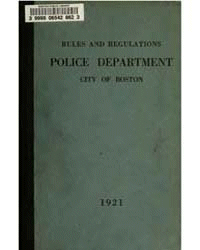 3 9999 06542 662 3
RULES AND REGULATIONS
POLICE DEPARTMENT
CITY OF BOSTON
1921